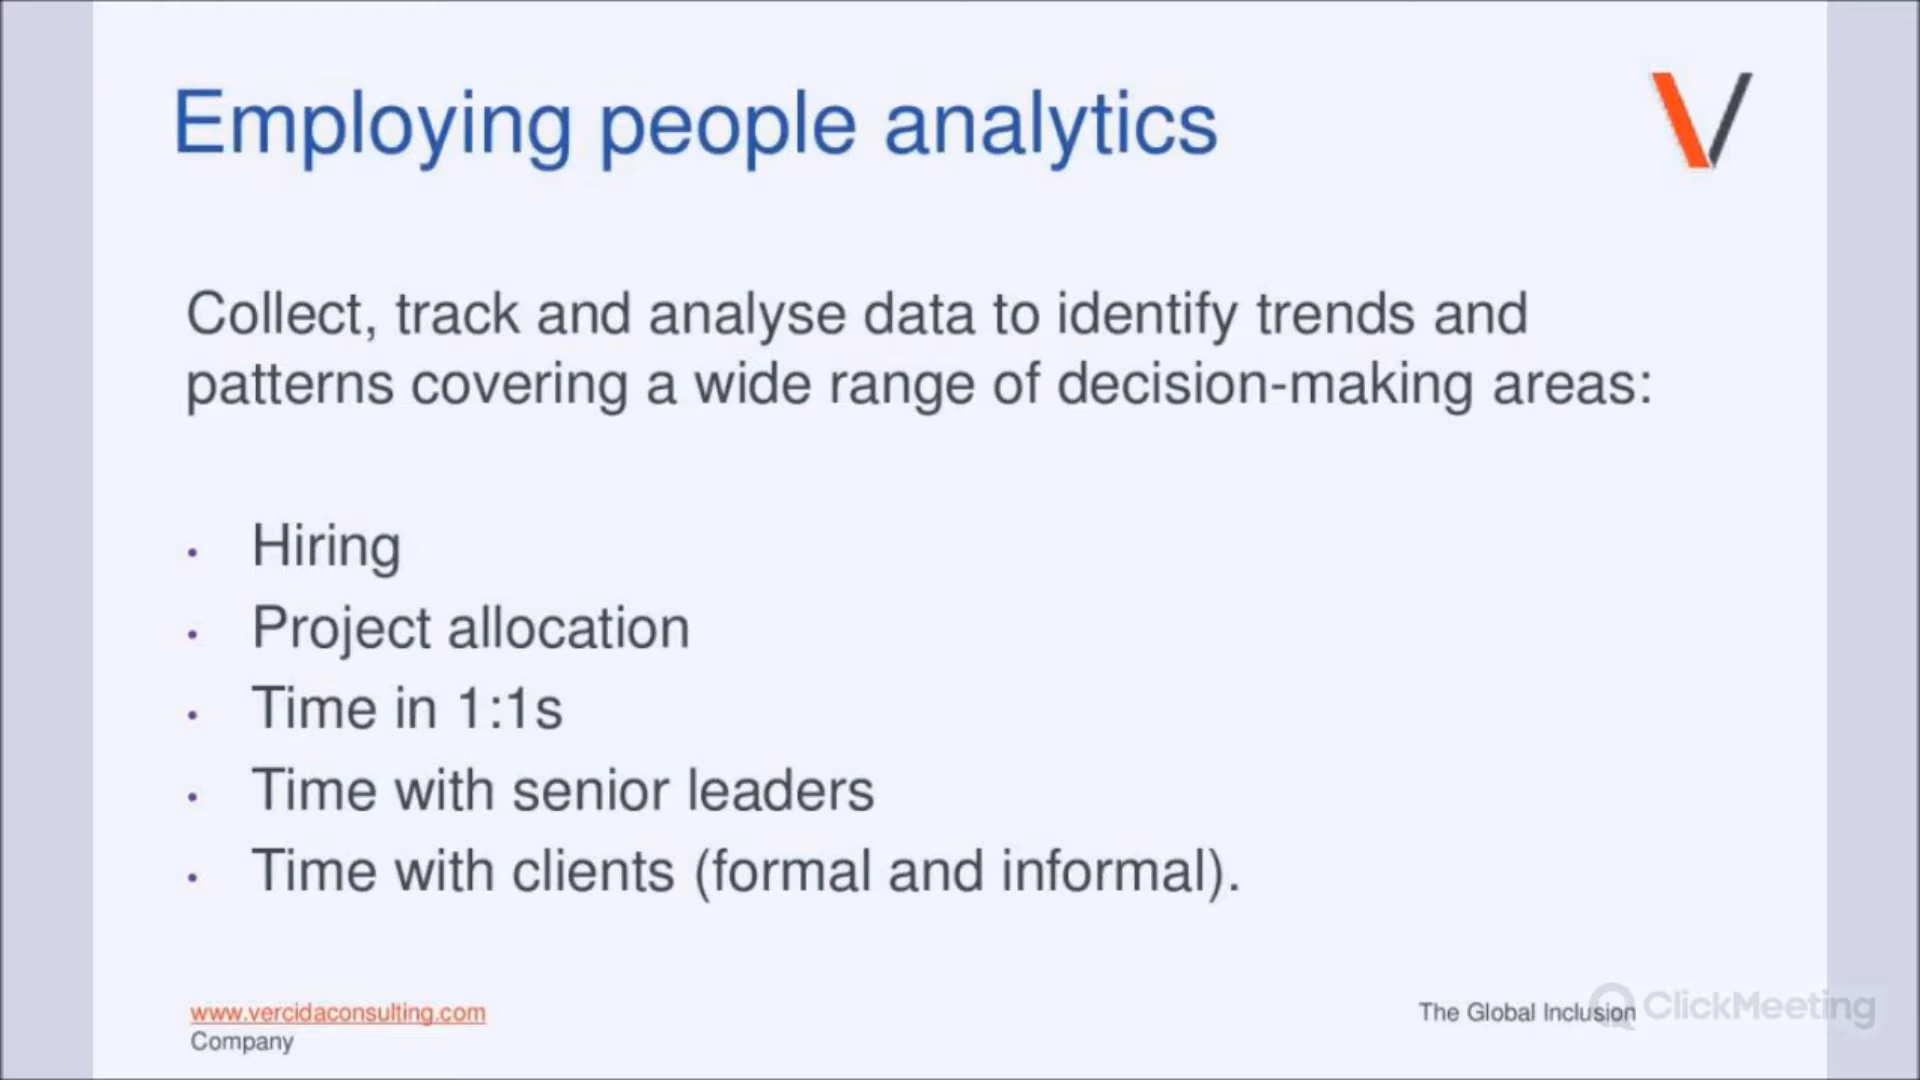 Employing people analytics
Collect, track and analyse data to identify trends and
patterns covering a wide range of decision-making areas:
• Hiring
• Project allocation
• Time in 1:1s
• Time with senior leaders
• Time with clients (formal and informal).
www.vercidaconsulting.com The Global Inclusion
Company
ClickMeeting